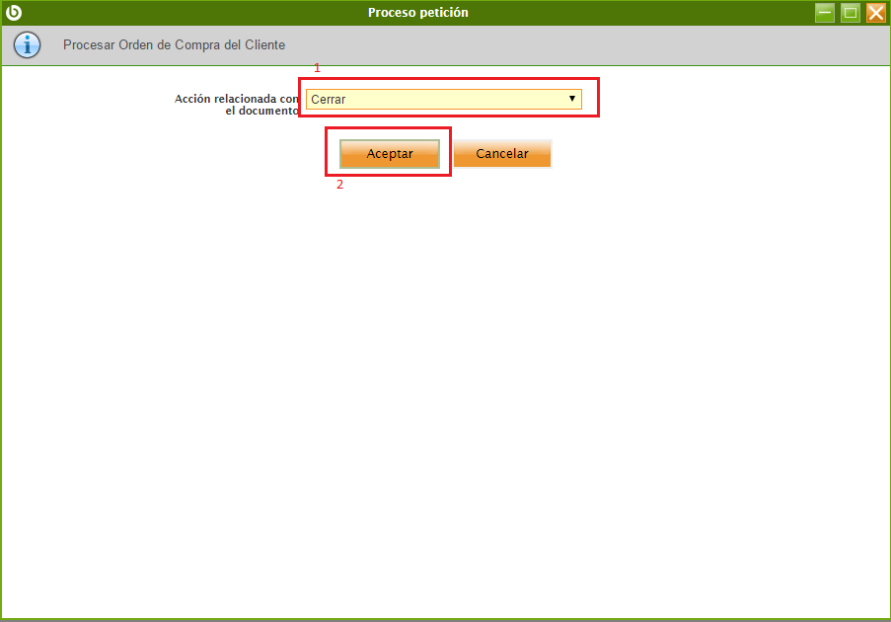 Proceso petición
Procesar Orden de Compra del Cliente
1
Acción relacionada con
el documento
Cerrar
Aceptar
Cancelar
2